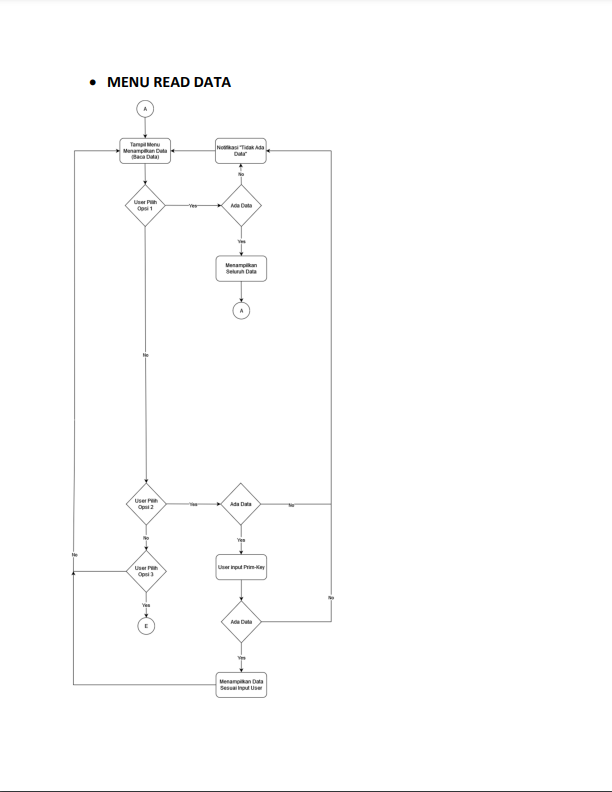 • MENU READ DATA
A
Tampil Menu
Menampilkan Data
(Baca Data)
Notifikasi "Tidak Ada
Data"
No
User Pilih
Opsi 1
Yes
Ada Data
Yes
Menampilkan
Seluruh Data
A
No
User Pilih
Opsi 2
Yes
Ada Data
No
No
Yes
No
User Pilih
Opsi 3
User Input Prim-Key
No
Yes
E
Ada Data
Yes
Menampilkan Data
Sesuai Input User